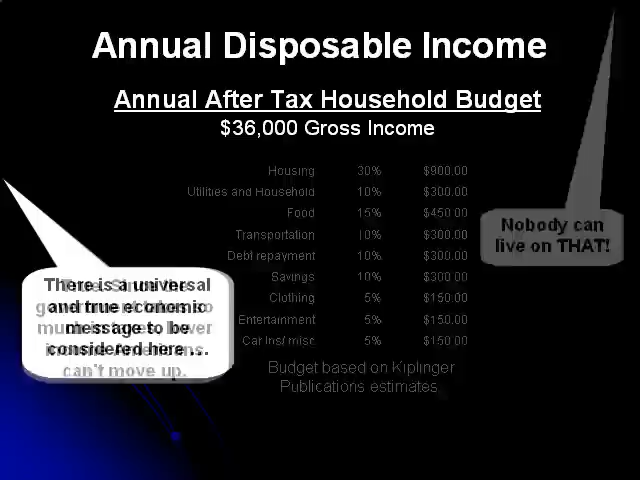 Annual Disposable Income
Annual After Tax Household Budget
$36,000 Gross Income
Housing 30% $900.00
Utilities and Household 10% $300.00
Food 15% $450.00
Transportation 10% $300.00
Debt repayment 10% $300.00
Savings 10% $300.00
Clothing 5% $150.00
Entertainment 5% $150.00
Car ins/ misc 5% $150.00
Budget based on Kiplinger
Publications estimates
Nobody can
live on THAT!
There is a universal
and true economic
message to be
considered here ...
can't move up.